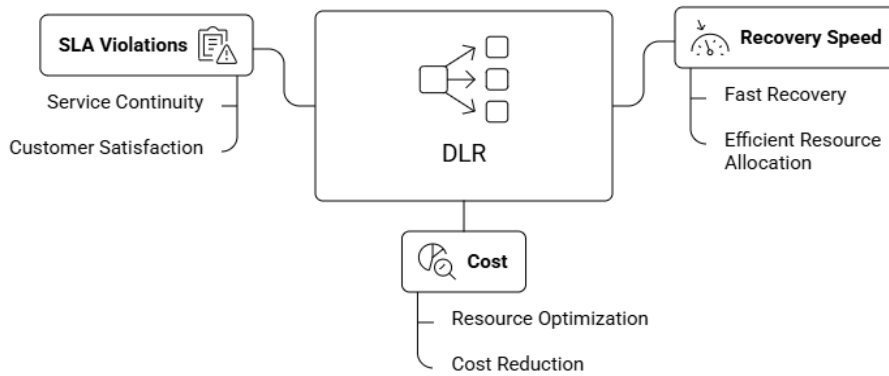 SLA Violations
Service Continuity
Customer Satisfaction
DLR
Recovery Speed
Fast Recovery
Efficient Resource
Allocation
Cost
Resource Optimization
Cost Reduction